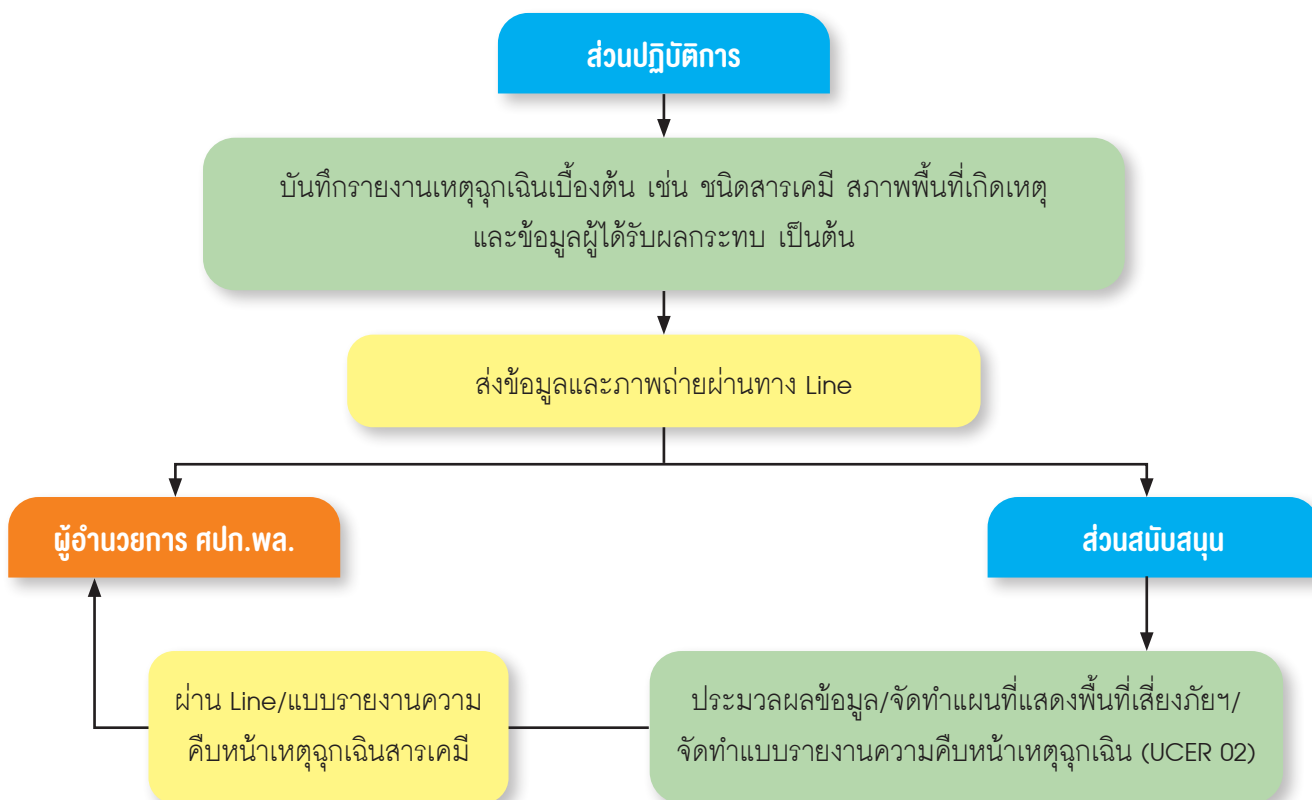 ส่วนปฏิบัติการ
บันทึกรายงานเหตุฉุกเฉินเบื้องต้น เช่น ชนิดสารเคมี สภาพพื้นที่เกิดเหตุ
และข้อมูลผู้ได้รับผลกระทบ เป็นต้น
ส่งข้อมูลและภาพถ่ายผ่านทาง Line
ผู้อำนวยการ ศปก.พล.
ส่วนสนับสนุน
ผ่าน Line/แบบรายงานความ
คืบหน้าเหตุฉุกเฉินสารเคมี
ประมวลผลข้อมูล/จัดทำแผนที่แสดงพื้นที่เสี่ยงภัยฯ/
จัดทำแบบรายงานความคืบหน้าเหตุฉุกเฉิน (UCER 02)